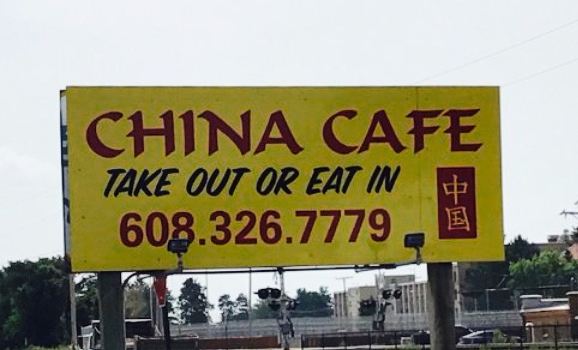 CHINA CAFE
TAKE OUT OR EAT IN
608.326.7779
中国